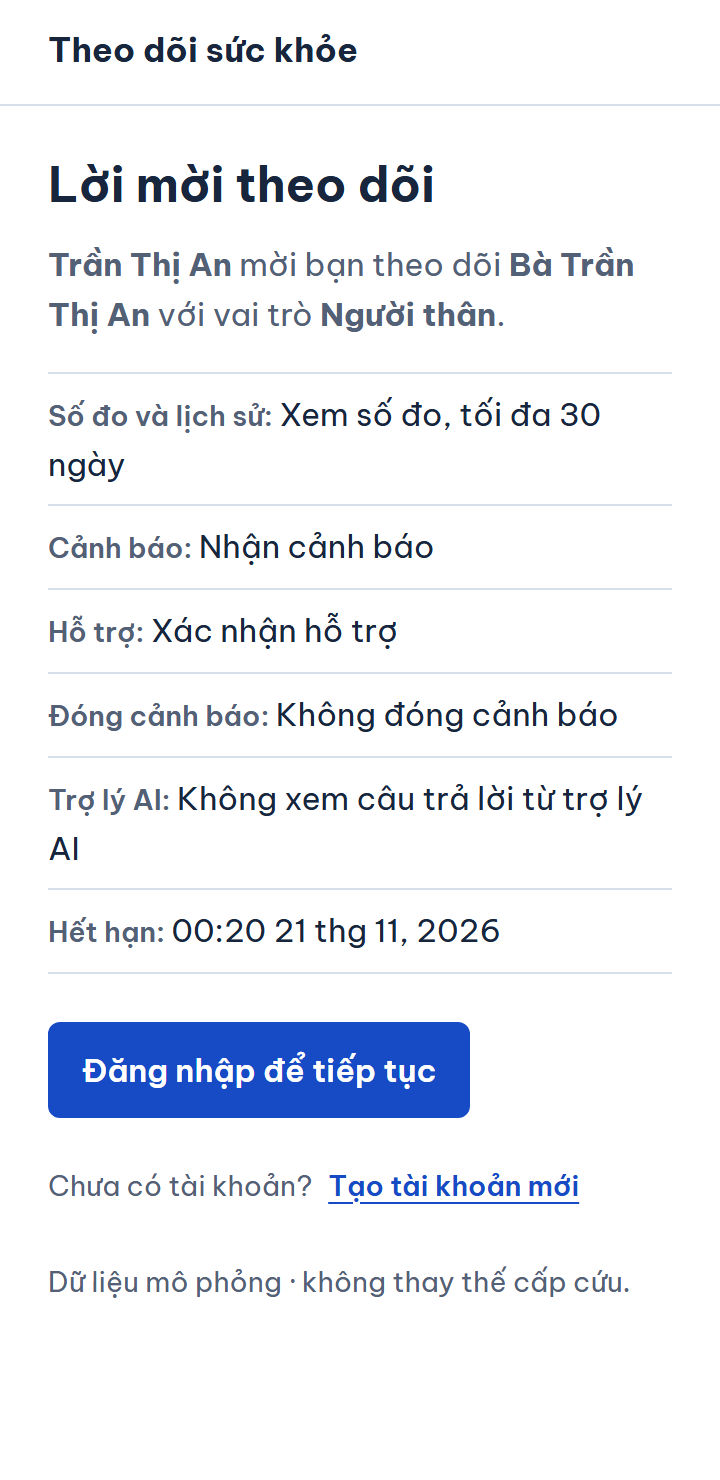 Theo dõi sức khỏe
Lời mời theo dõi
Trần Thị An mời bạn theo dõi Bà Trần
Thị An với vai trò Người thân.
Số đo và lịch sử: Xem số đo, tối đa 30
ngày
Cảnh báo: Nhận cảnh báo
Hỗ trợ: Xác nhận hỗ trợ
Đóng cảnh báo: Không đóng cảnh báo
Trợ lý AI: Không xem câu trả lời từ trợ lý
AI
Hết hạn: 00:20 21 thg 11, 2026
Đăng nhập để tiếp tục
Chưa có tài khoản? Tạo tài khoản mới
Dữ liệu mô phỏng · không thay thế cấp cứu.